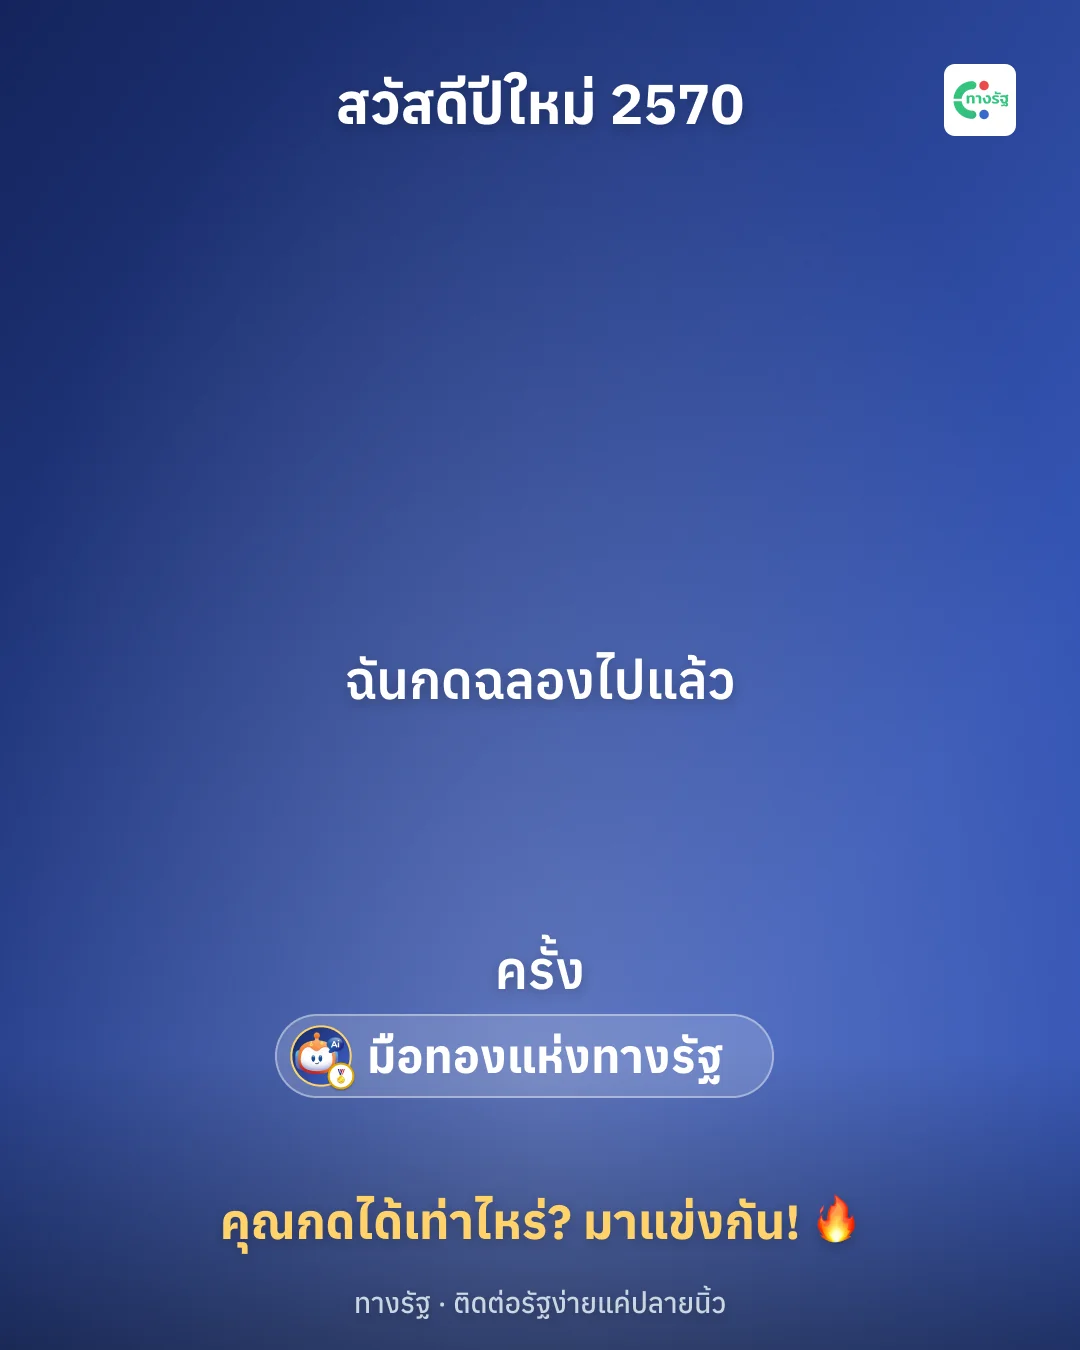 สวัสดีปีใหม่ 2570
ทางรัฐ
ฉันกดฉลองไปแล้ว
ครั้ง
Ai
มือทองแห่งทางรัฐ
คุณกดได้เท่าไหร่? มาแข่งกัน! 🔥
ทางรัฐ · ติดต่อรัฐง่ายแค่ปลายนิ้ว